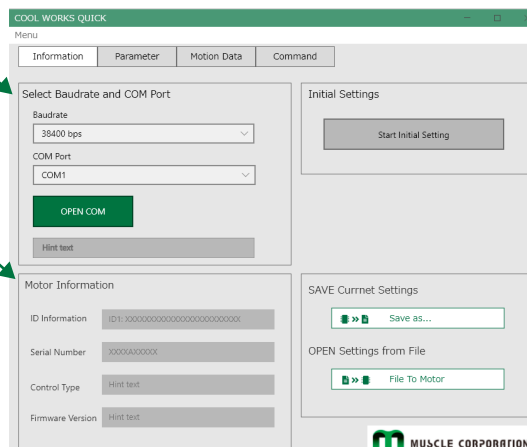 COOL WORKS QUICK
Menu
Information Parameter Motion Data Command
Select Baudrate and COM Port
Baudrate
38400 bps
COM Port
COM1
OPEN COM
Hint text
Initial Settings
Start Initial Setting
Motor Information
ID Information ID1: XXXXXXXXXXXXXXXXXXXXXXXX
Serial Number XXXXAXXXXX
Control Type Hint text
Firmware Version Hint text
SAVE Currnet Settings
Save as...
OPEN Settings from File
File To Motor
MUSCLE CORPORATION